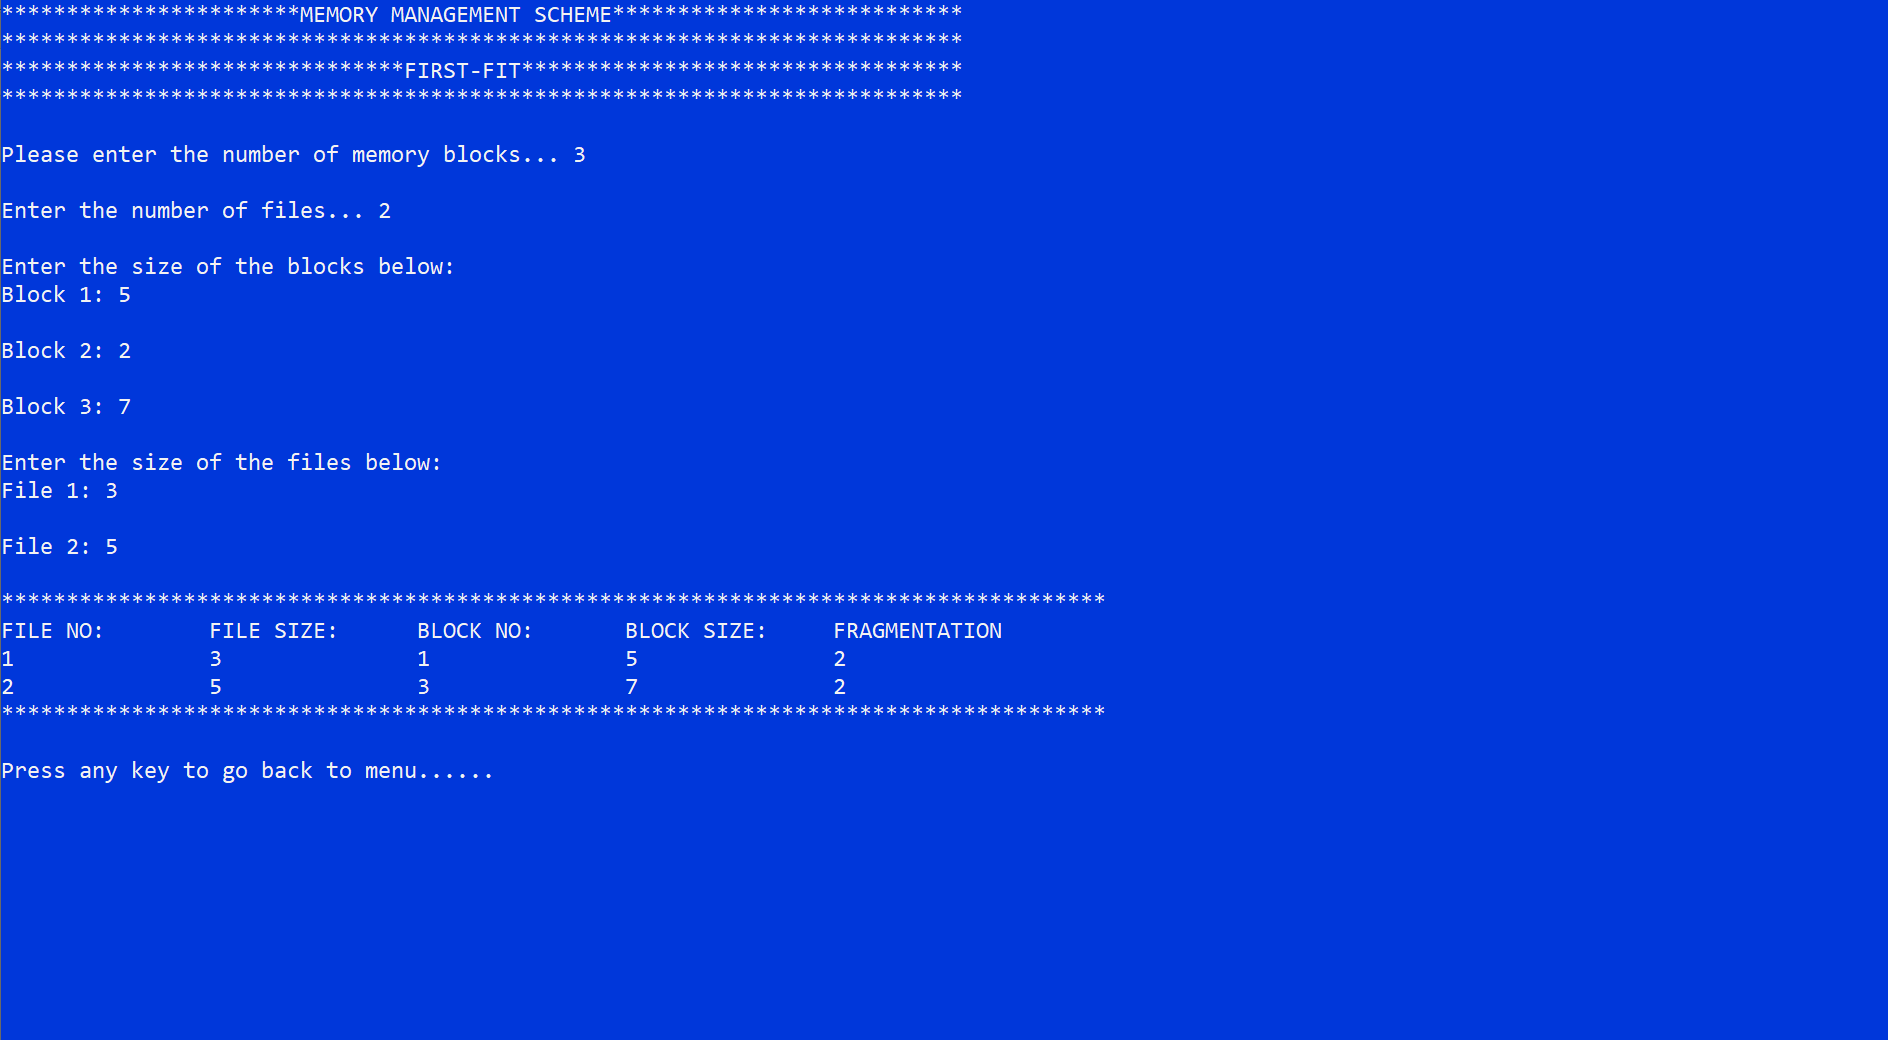 ***********************MEMORY MANAGEMENT SCHEME***************************
**************************************************************************
*******************************FIRST-FIT**********************************
**************************************************************************
Please enter the number of memory blocks... 3
Enter the number of files... 2
Enter the size of the blocks below:
Block 1: 5
Block 2: 2
Block 3: 7
Enter the size of the files below:
File 1: 3
File 2: 5
*************************************************************************************
FILE NO:        FILE SIZE:      BLOCK NO:       BLOCK SIZE:     FRAGMENTATION
1               3               1               5               2
2               5               3               7               2
*************************************************************************************
Press any key to go back to menu......